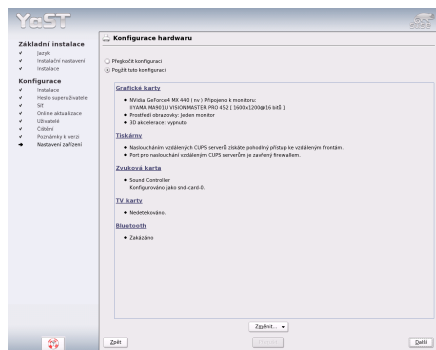 YaST
SUSE
Základní instalace
Jazyk
Instalační nastavení
Instalace
Konfigurace
Instalace
Heslo superuživatele
Síť
Online aktualizace
Uživatelé
Čištění
Poznámky k verzi
Nastavení zařízení
Konfigurace hardwaru
Přeskočit konfiguraci
Použít tuto konfiguraci
Grafické karty
NVidia GeForce4 MX 440 ( nv ) Připojeno k monitoru:
IIYAMA MA901U VISIONMASTER PRO 452 [ 1600x1200@16 bitů ]
Prostředí obrazovky: Jeden monitor
3D akcelerace: vypnuto
Tiskárny
Nasloucháním vzdálených CUPS serverů získáte pohodlný přístup ke vzdáleným frontám.
Port pro naslouchání vzdáleným CUPS serverům je zavřený firewallem.
Zvuková karta
Sound Controller
Konfigurováno jako snd-card-0.
TV karty
Nedetekováno.
Bluetooth
Zakázáno
Změnit...
Zpět
Další